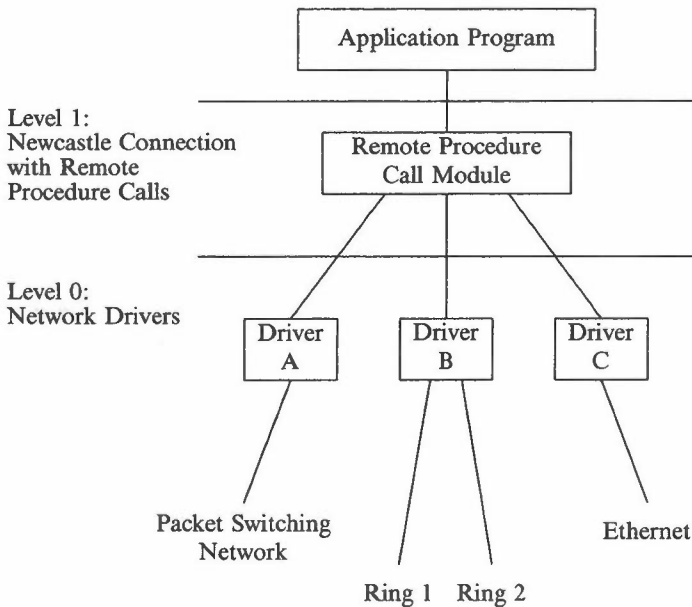 Application Program
Level 1:
Newcastle Connection
with Remote
Procedure Calls
Remote Procedure
Call Module
Level 0:
Network Drivers
Driver
A
Driver
B
Driver
C
Packet Switching
Network
Ethernet
Ring 1
Ring 2